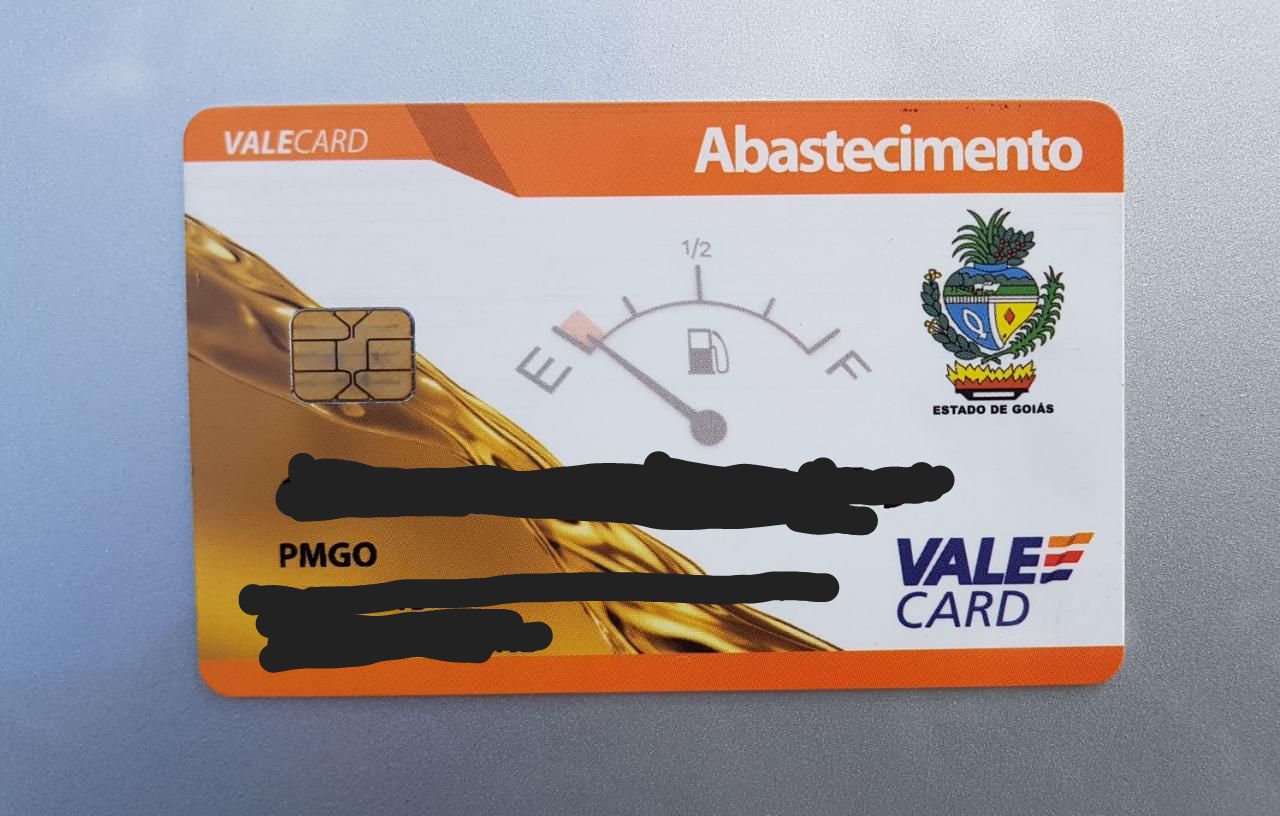 VALECARD
Abastecimento
1/2
E
F
ESTADO DE GOIÁS
PMGO
VALE
CARD